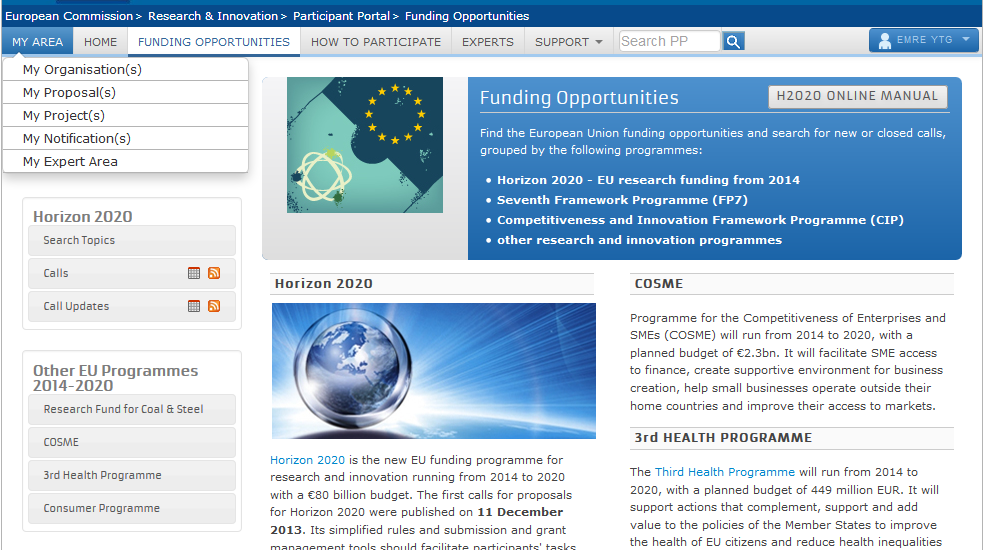 European Commission > Research & Innovation > Participant Portal > Funding Opportunities
MY AREA HOME FUNDING OPPORTUNITIES HOW TO PARTICIPATE EXPERTS SUPPORT Search PP EMRE YTG
My Organisation(s)
My Proposal(s)
My Project(s)
My Notification(s)
My Expert Area
Horizon 2020
Search Topics
Calls
Call Updates
Other EU Programmes
2014-2020
Research Fund for Coal & Steel
COSME
3rd Health Programme
Consumer Programme
Funding Opportunities
H2020 ONLINE MANUAL
Find the European Union funding opportunities and search for new or closed calls,
grouped by the following programmes:
• Horizon 2020 - EU research funding from 2014
• Seventh Framework Programme (FP7)
• Competitiveness and Innovation Framework Programme (CIP)
• other research and innovation programmes
Horizon 2020
Horizon 2020 is the new EU funding programme for
research and innovation running from 2014 to 2020
with a €80 billion budget. The first calls for proposals
for Horizon 2020 were published on 11 December
2013. Its simplified rules and submission and grant
management tools should facilitate participants' tasks
COSME
Programme for the Competitiveness of Enterprises and
SMEs (COSME) will run from 2014 to 2020, with a
planned budget of €2.3bn. It will facilitate SME access
to finance, create supportive environment for business
creation, help small businesses operate outside their
home countries and improve their access to markets.
3rd HEALTH PROGRAMME
The Third Health Programme will run from 2014 to
2020, with a planned budget of 449 million EUR. It will
support actions that complement, support and add
value to the policies of the Member States to improve
the health of EU citizens and reduce health inequalities